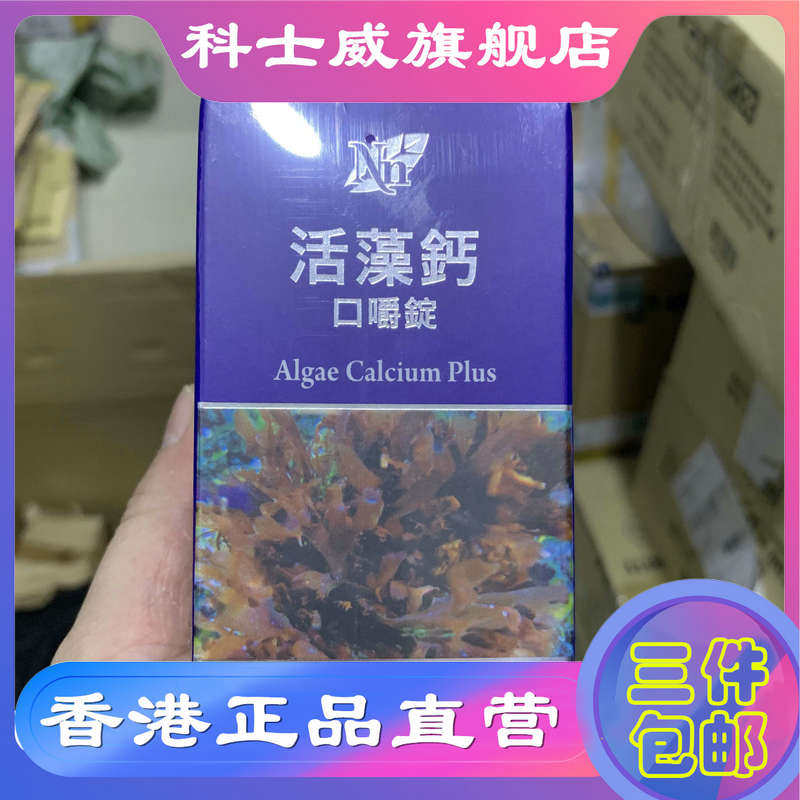 科士威旗舰店
Nn
活藻鈣
口嚼錠
Algae Calcium Plus
香港正品直营
三件
包邮